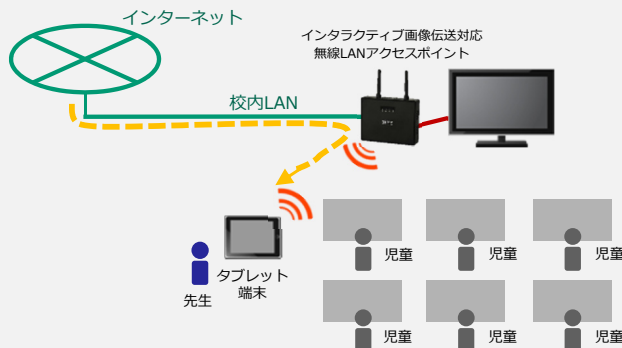 インターネット
インタラクティブ画像伝送対応
無線LANアクセスポイント
校内LAN
先生
タブレット
端末
児童
児童
児童
児童
児童
児童